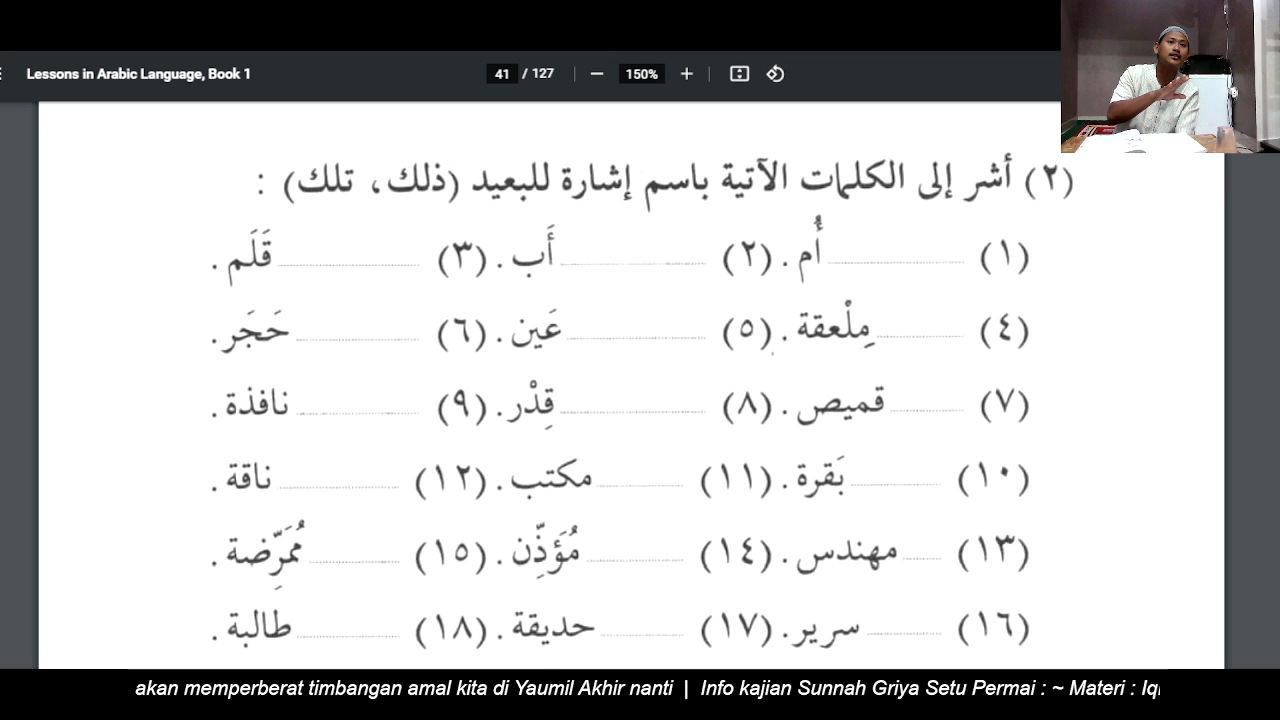 Lessons in Arabic Language, Book 1
41 / 127
150%
(٢) أشر إلى الكلمات الآتية باسم إشارة للبعيد (ذلك، تلك) :
(١) أُم . (٢) أَب . (٣) قَلَم .
(٤) مِلْعقة . (٥) عَين . (٦) حَجَر .
(٧) قميص . (٨) قِدْر . (٩) نافذة .
(١٠) بَقرة . (١١) مكتب . (١٢) ناقة .
(١٣) مهندس . (١٤) مُؤَذِّن . (١٥) مُمَرِّضة .
(١٦) سرير . (١٧) حديقة . (١٨) طالبة .
akan memperberat timbangan amal kita di Yaumil Akhir nanti | Info kajian Sunnah Griya Setu Permai : ~ Materi :